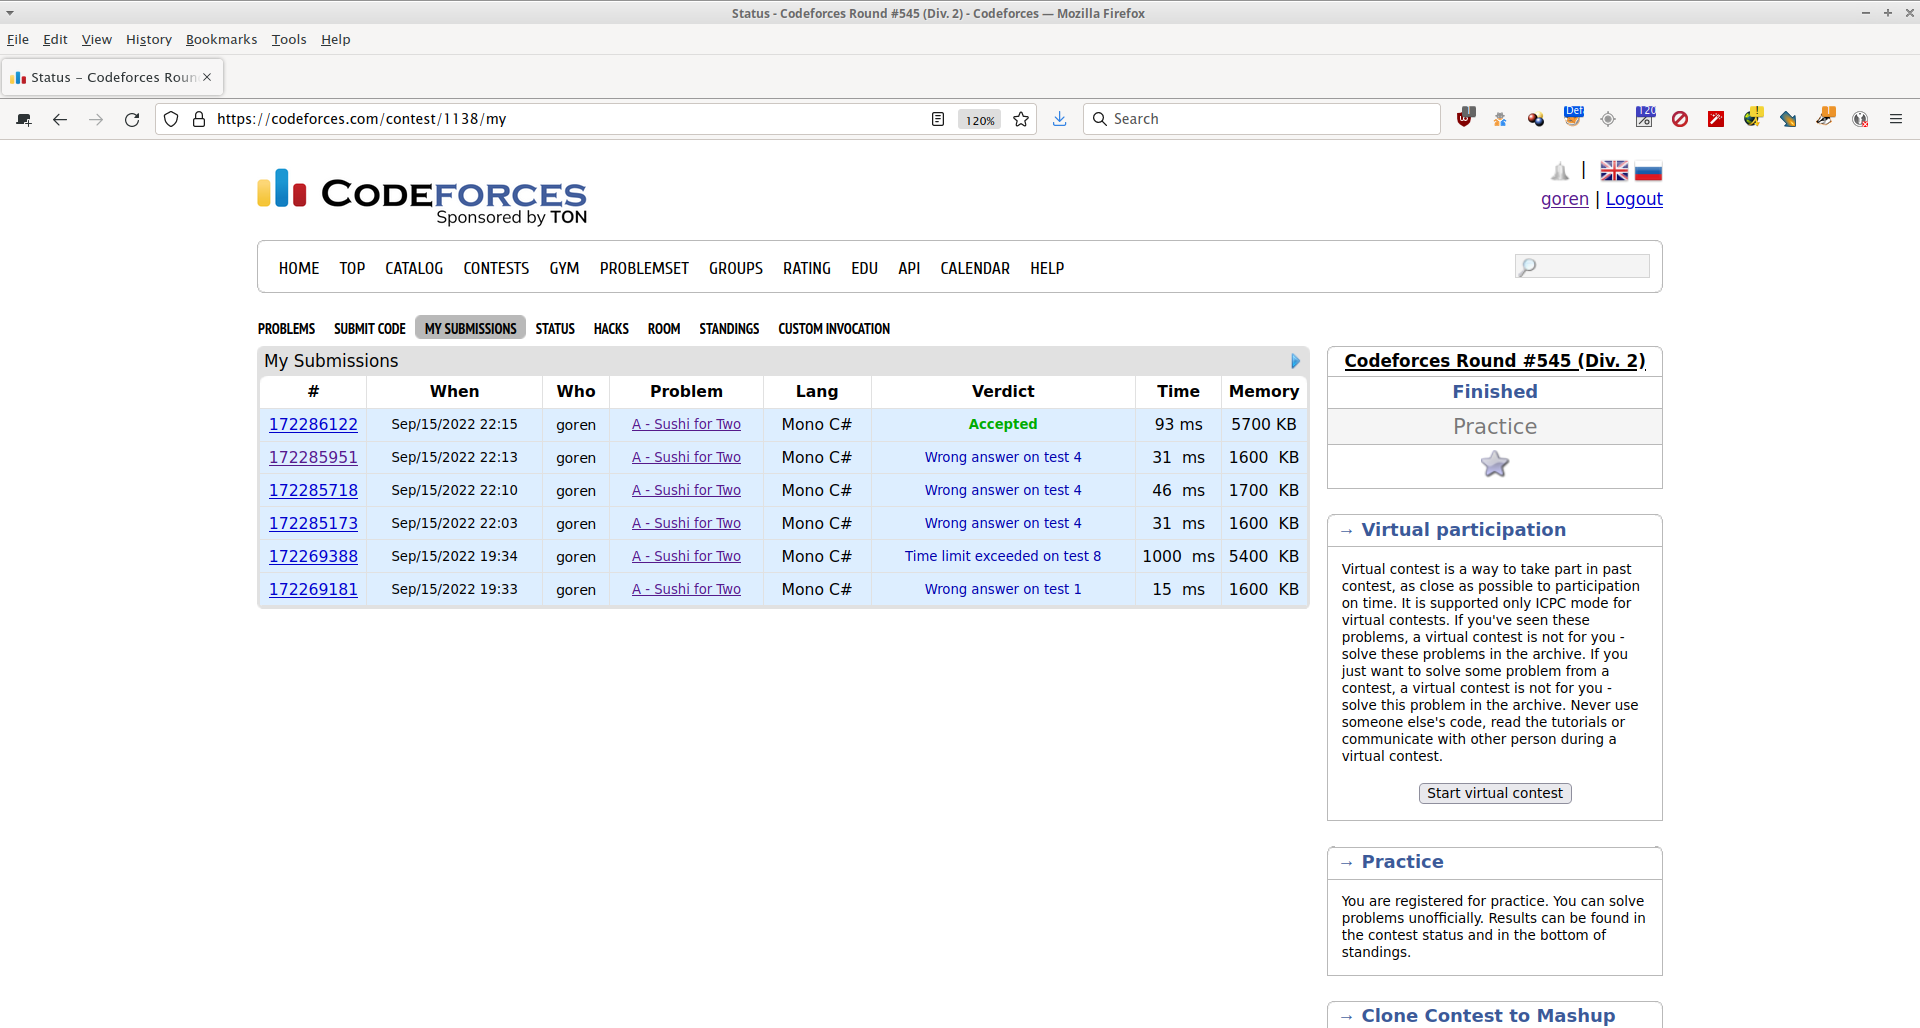 Status - Codeforces Round #545 (Div. 2) - Codeforces — Mozilla Firefox
File Edit View History Bookmarks Tools Help
Status – Codeforces Roun
https://codeforces.com/contest/1138/my 120% Search
CODEFORCES
Sponsored by TON
goren | Logout
HOME TOP CATALOG CONTESTS GYM PROBLEMSET GROUPS RATING EDU API CALENDAR HELP
PROBLEMS SUBMIT CODE MY SUBMISSIONS STATUS HACKS ROOM STANDINGS CUSTOM INVOCATION
My Submissions
# When Who Problem Lang Verdict Time Memory
172286122 Sep/15/2022 22:15 goren A - Sushi for Two Mono C# Accepted 93 ms 5700 KB
172285951 Sep/15/2022 22:13 goren A - Sushi for Two Mono C# Wrong answer on test 4 31 ms 1600 KB
172285718 Sep/15/2022 22:10 goren A - Sushi for Two Mono C# Wrong answer on test 4 46 ms 1700 KB
172285173 Sep/15/2022 22:03 goren A - Sushi for Two Mono C# Wrong answer on test 4 31 ms 1600 KB
172269388 Sep/15/2022 19:34 goren A - Sushi for Two Mono C# Time limit exceeded on test 8 1000 ms 5400 KB
172269181 Sep/15/2022 19:33 goren A - Sushi for Two Mono C# Wrong answer on test 1 15 ms 1600 KB
Codeforces Round #545 (Div. 2)
Finished
Practice
→ Virtual participation
Virtual contest is a way to take part in past
contest, as close as possible to participation
on time. It is supported only ICPC mode for
virtual contests. If you've seen these
problems, a virtual contest is not for you -
solve these problems in the archive. If you
just want to solve some problem from a
contest, a virtual contest is not for you -
solve this problem in the archive. Never use
someone else's code, read the tutorials or
communicate with other person during a
virtual contest.
Start virtual contest
→ Practice
You are registered for practice. You can solve
problems unofficially. Results can be found in
the contest status and in the bottom of
standings.
→ Clone Contest to Mashup